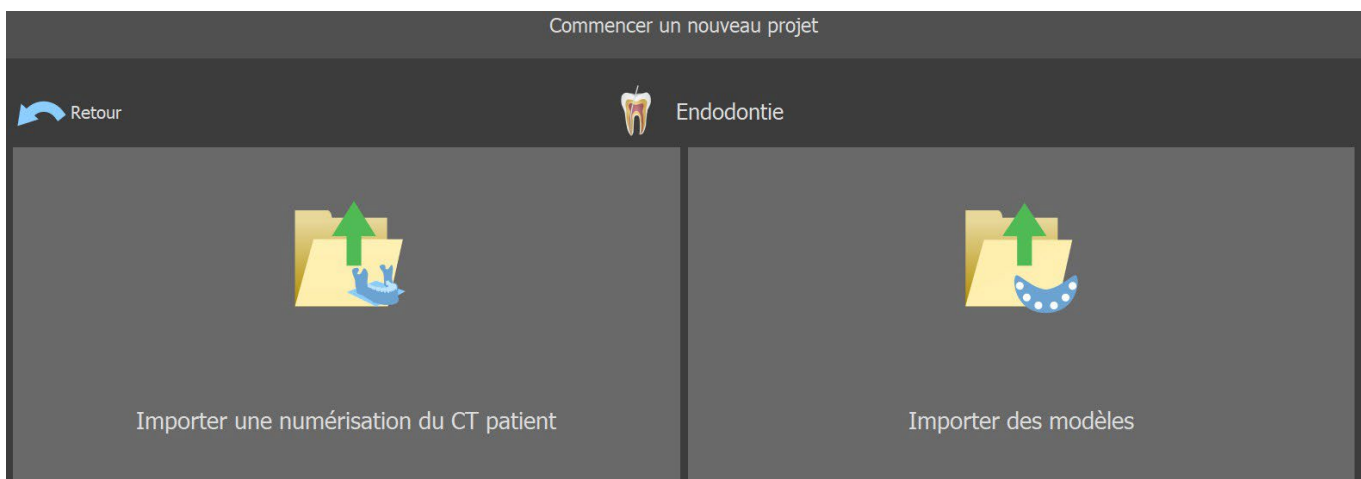 Commencer un nouveau projet
Retour
Endodontie
Importer une numérisation du CT patient
Importer des modèles